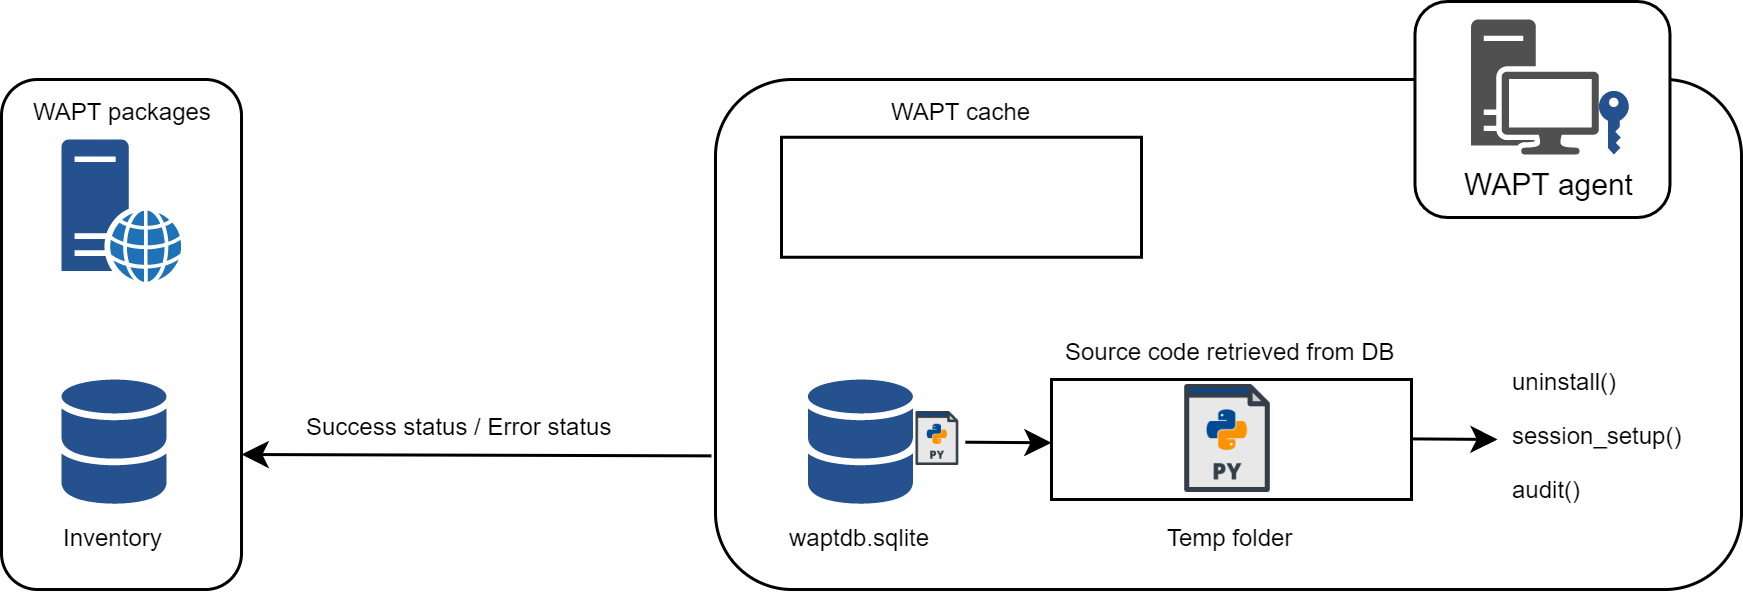 WAPT packages
WAPT cache
WAPT agent
Source code retrieved from DB
uninstall()
Success status / Error status
PY
PY
session_setup()
audit()
Inventory
waptdb.sqlite
Temp folder